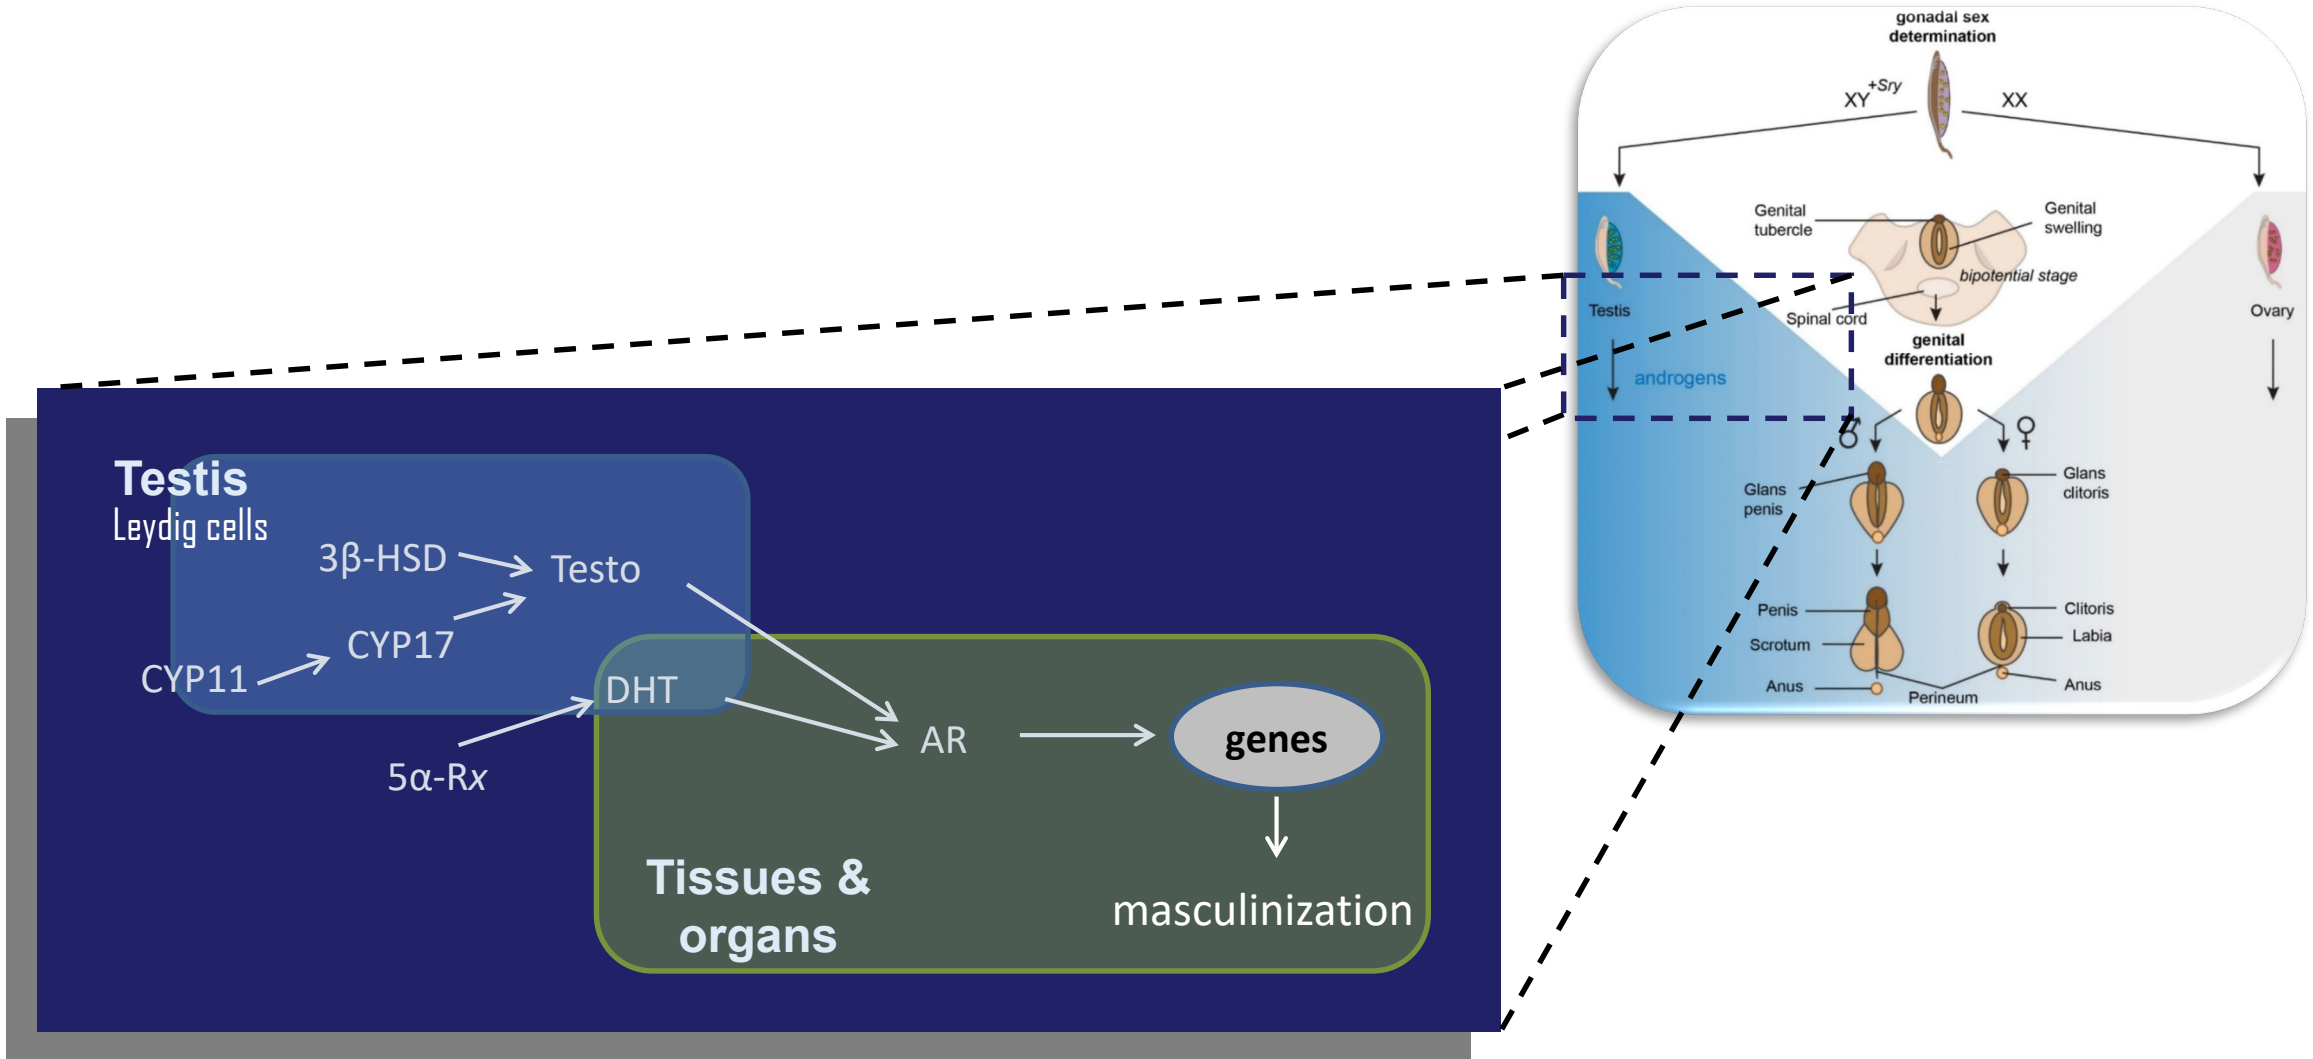 gonadal sex
determination
XY+Sry
XX
Genital
tubercle
Genital
swelling
bipotential stage
Testis
Spinal cord
Ovary
genital
differentiation
androgens
♂
♀
Glans
penis
Glans
clitoris
Penis
Clitoris
Scrotum
Labia
Anus
Anus
Perineum
Testis
Leydig cells
3β-HSD
Testo
CYP17
CYP11
DHT
5α-Rx
AR
genes
Tissues &
organs
masculinization